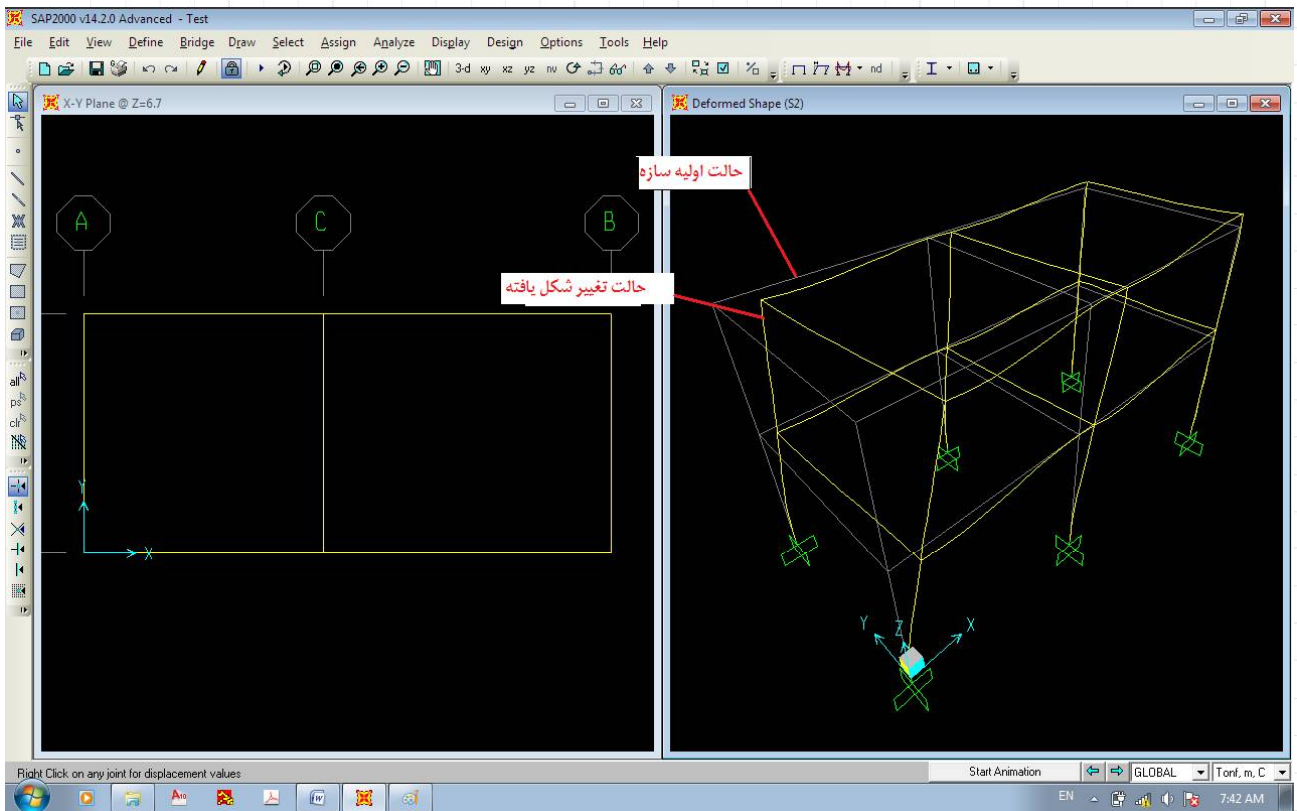 SAP2000 v14.2.0 Advanced - Test
File Edit View Define Bridge Draw Select Assign Analyze Display Design Options Tools Help
3-d xy xz yz nv nd
X-Y Plane @ Z=6.7
Deformed Shape (S2)
حالت اولیه سازه
A C B
حالت تغییر شکل یافته
all
ps
clr
Y
X
Y Z X
Right Click on any joint for displacement values
Start Animation GLOBAL Tonf, m, C
EN 7:42 AM